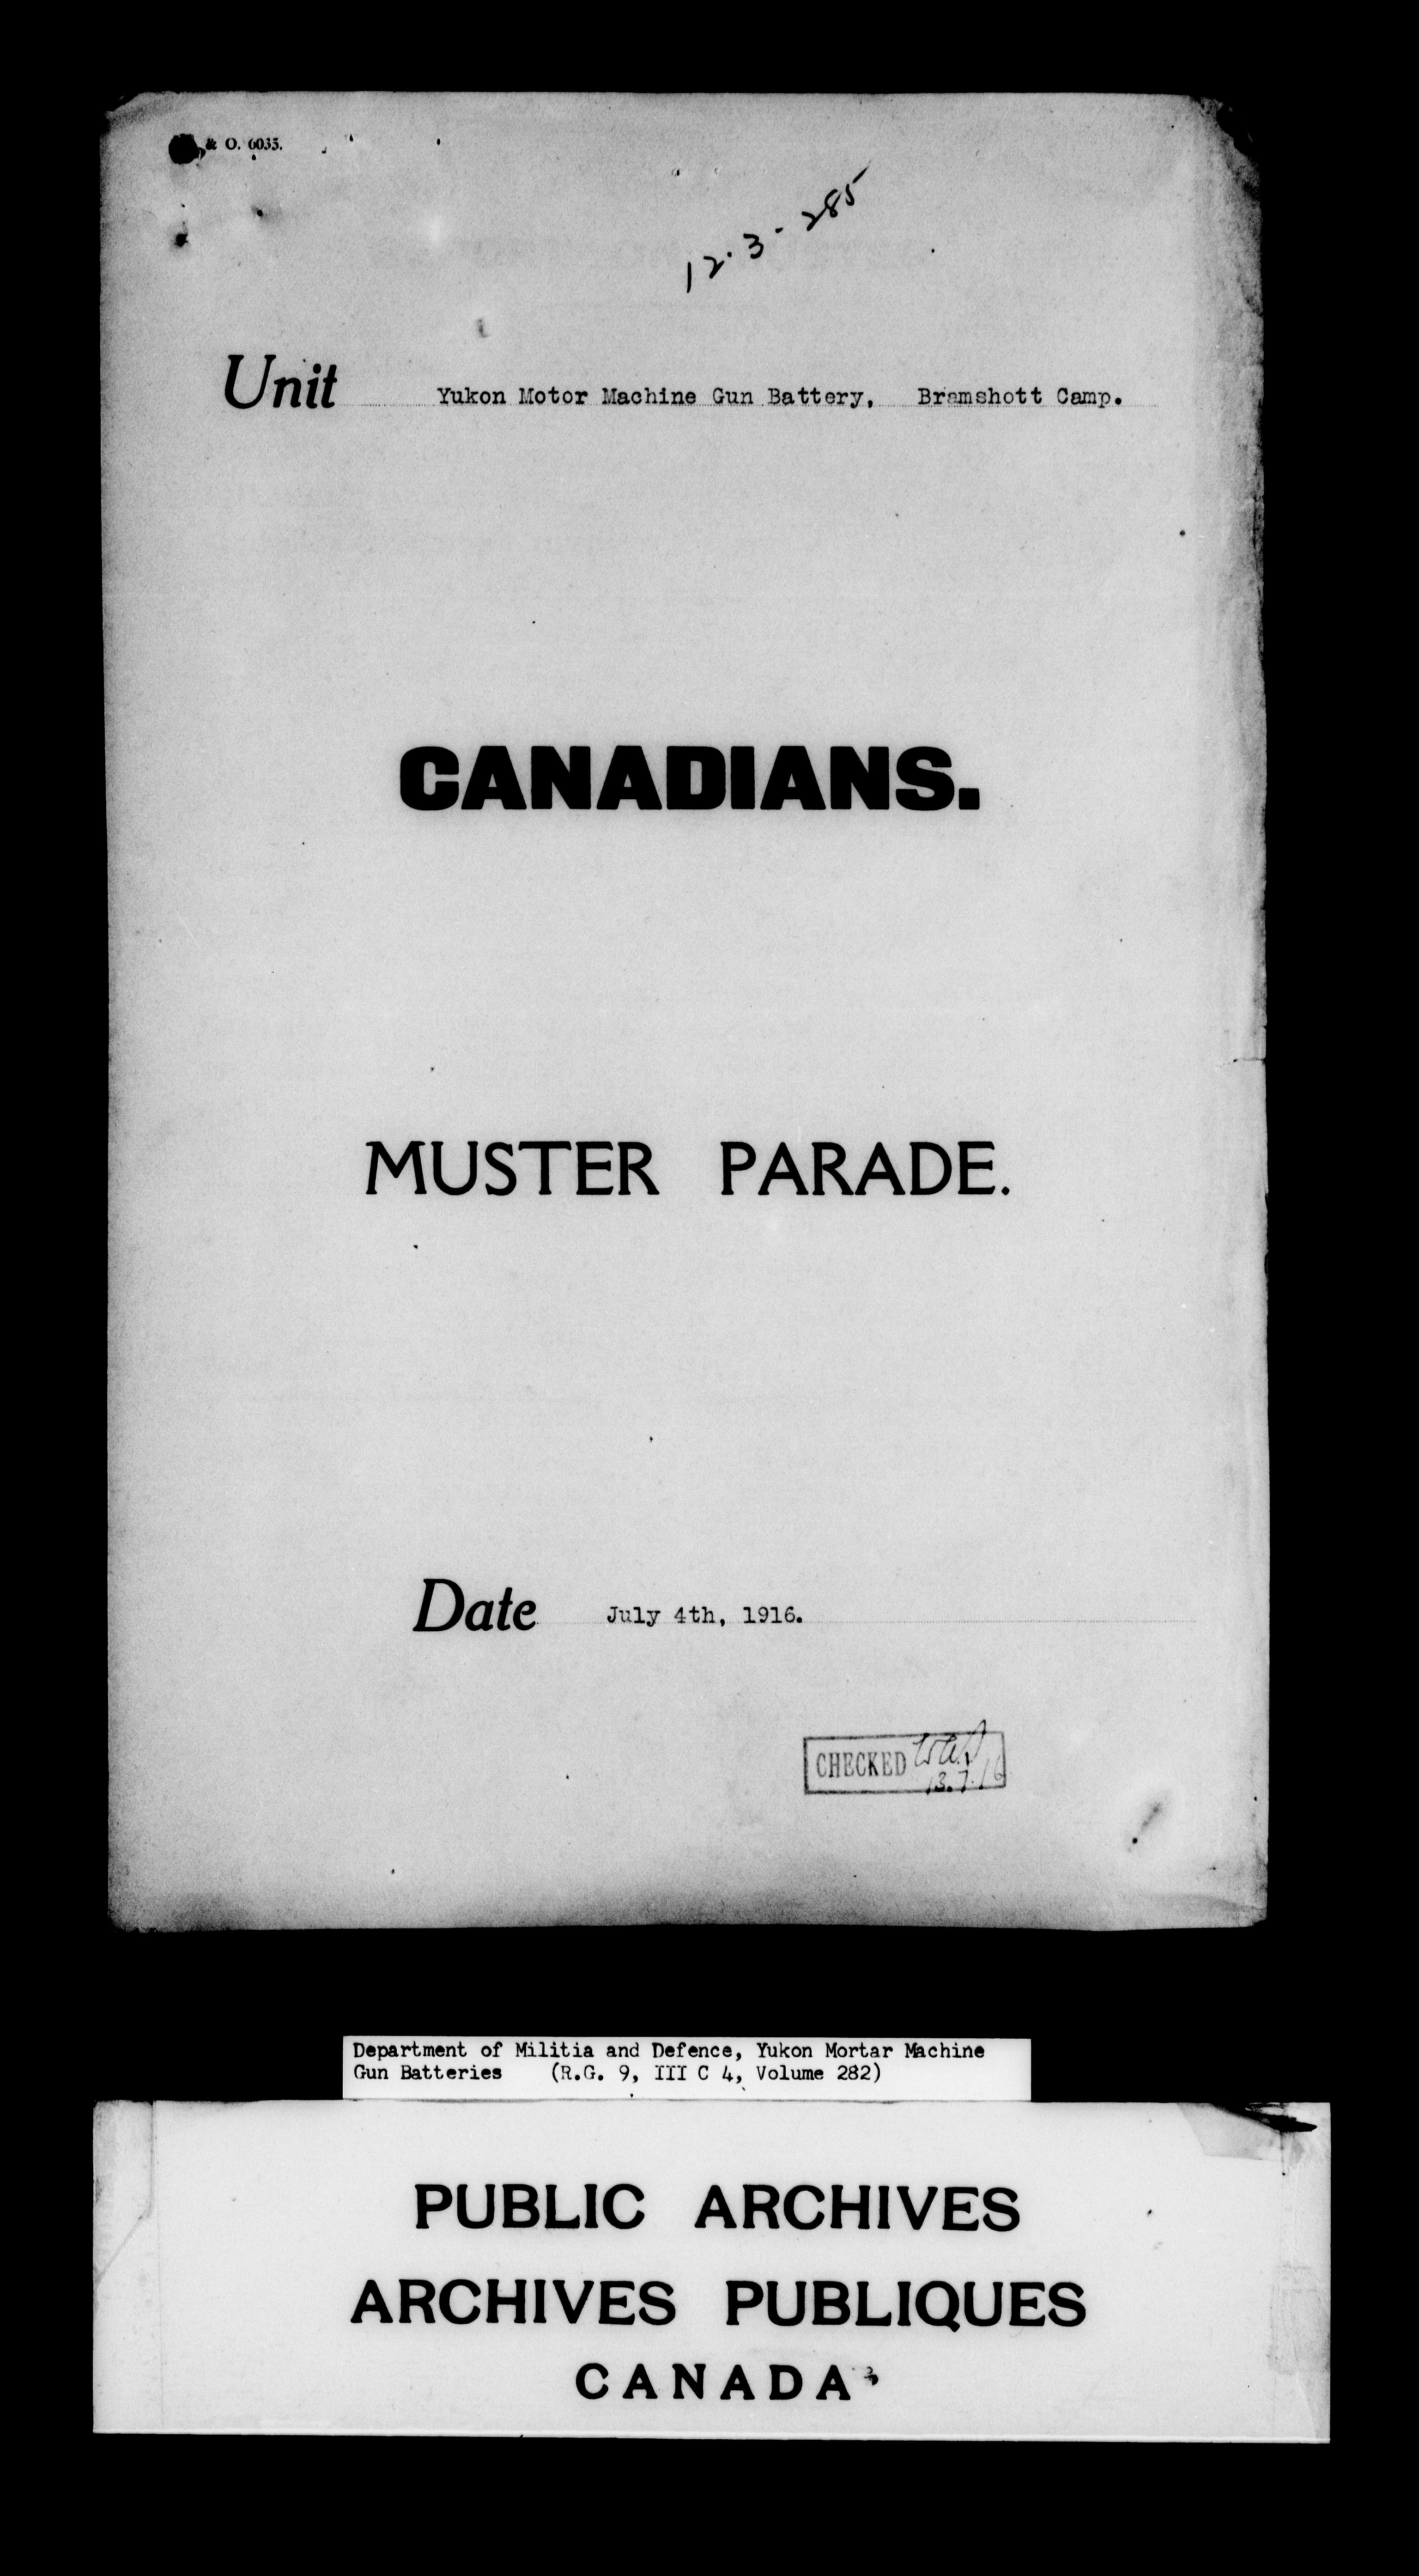 & O. 6035.
12.3-285
Unit Yukon Motor Machine Gun Battery, Bramshott Camp.
CANADIANS.
MUSTER PARADE.
Date July 4th, 1916.
CHECKED
13.7.16
Department of Militia and Defence, Yukon Mortar Machine
Gun Batteries (R.G. 9, III C 4, Volume 282)
PUBLIC ARCHIVES
ARCHIVES PUBLIQUES
CANADA